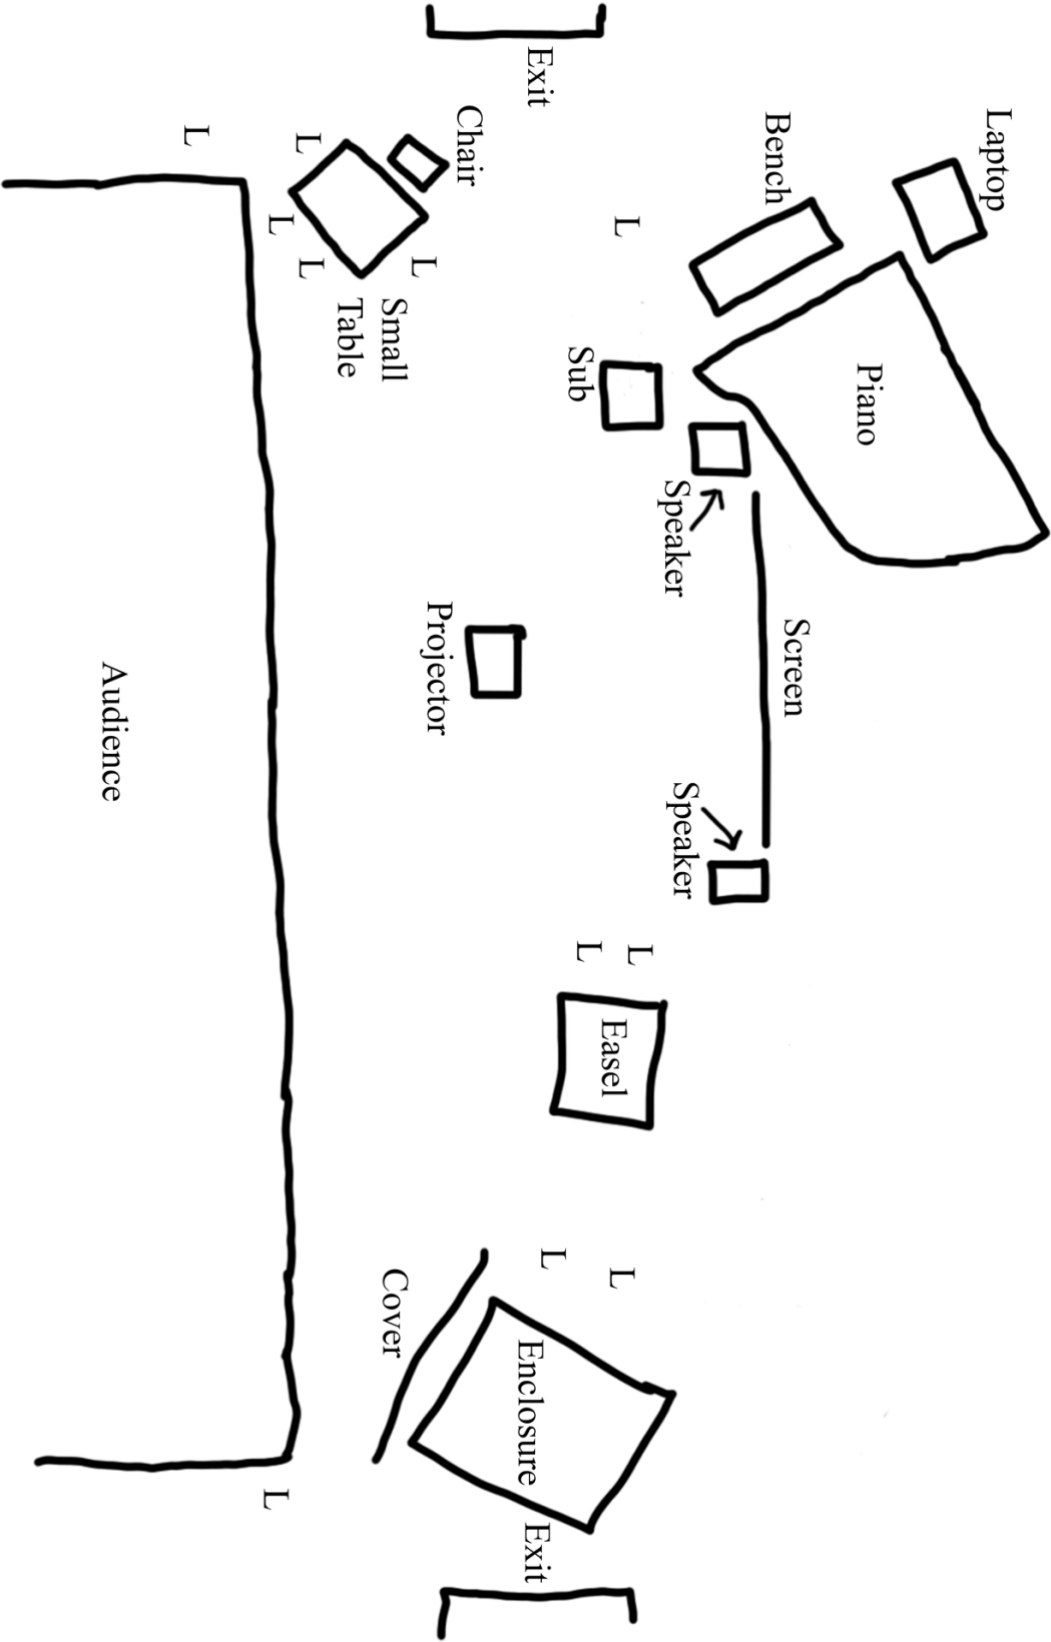 Laptop
Piano
Bench
Screen
Speaker
Speaker
L
L
L
Easel
Sub
L
L
Exit
Enclosure
Exit
Chair
Projector
L
Small
Table
Cover
L
L
L
L
L
Audience